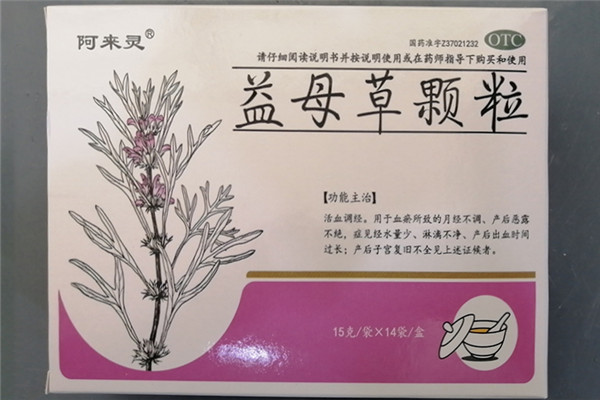 阿来灵®
国药准字Z37021232
OTC
请仔细阅读说明书并按说明使用或在药师指导下购买和使用
益母草颗粒
【功能主治】
活血调经。用于血瘀所致的月经不调、产后恶露
不绝，症见经水量少、淋漓不净、产后出血时间
过长；产后子宫复旧不全见上述证候者。
15克/袋×14袋/盒